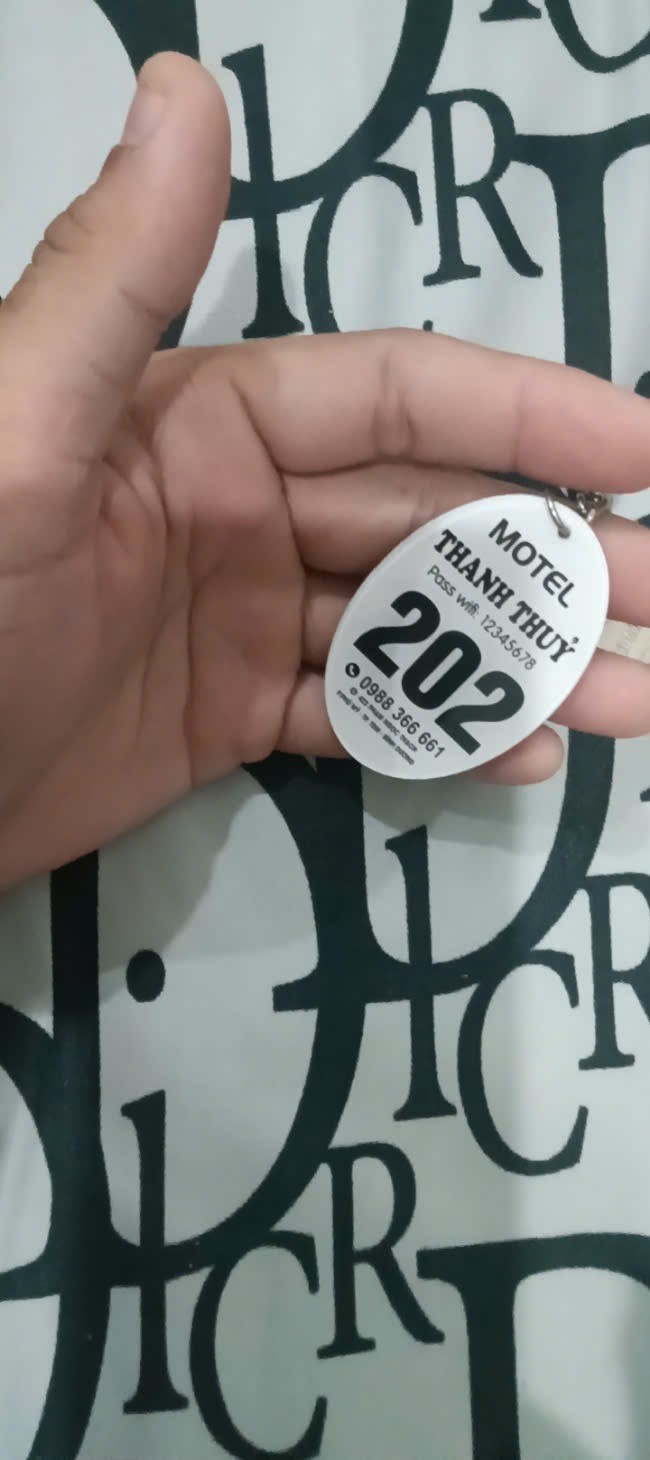 MOTEL
THANH THUỶ
Pass wifi: 12345678
202
0988 366 661